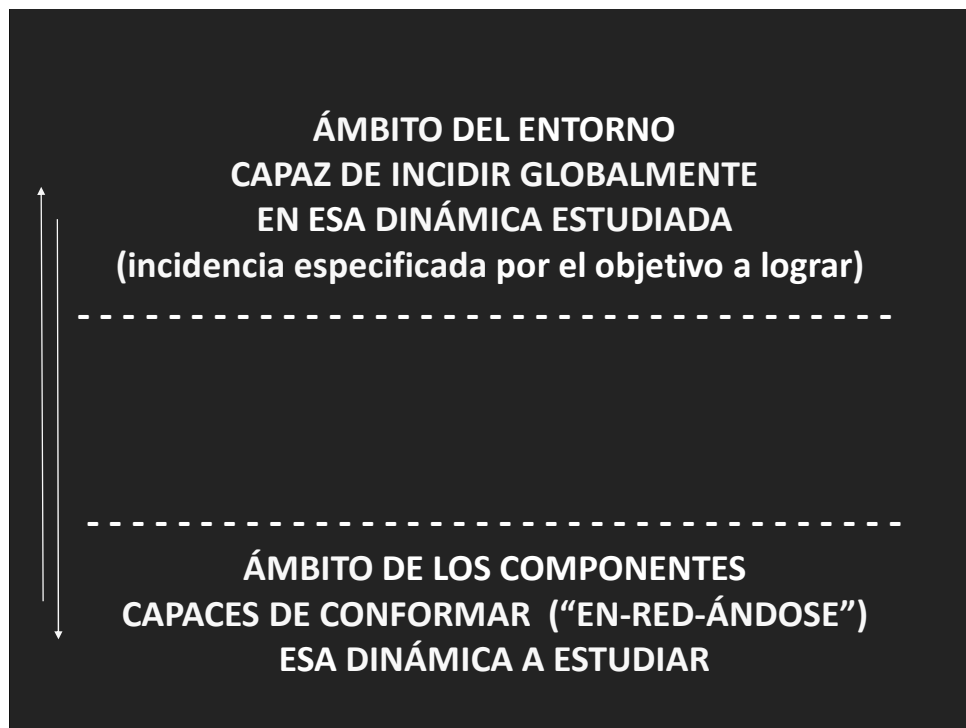 ÁMBITO DEL ENTORNO
CAPAZ DE INCIDIR GLOBALMENTE
EN ESA DINÁMICA ESTUDIADA
(incidencia especificada por el objetivo a lograr)
ÁMBITO DE LOS COMPONENTES
CAPACES DE CONFORMAR (“EN-RED-ÁNDOSE”)
ESA DINÁMICA A ESTUDIAR